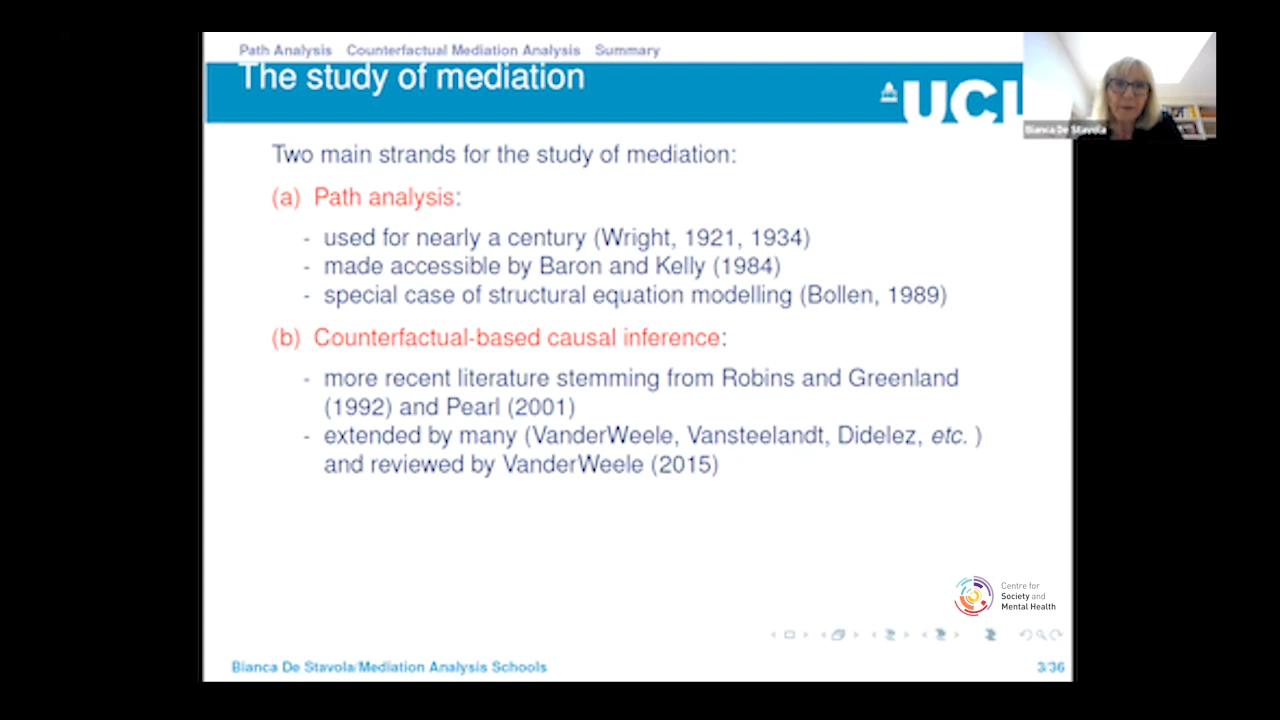 Path Analysis Counterfactual Mediation Analysis Summary
The study of mediation
UCL
Bianca De Stavola
Two main strands for the study of mediation:
(a) Path analysis:
- used for nearly a century (Wright, 1921, 1934)
- made accessible by Baron and Kelly (1984)
- special case of structural equation modelling (Bollen, 1989)
(b) Counterfactual-based causal inference:
- more recent literature stemming from Robins and Greenland
(1992) and Pearl (2001)
- extended by many (VanderWeele, Vansteelandt, Didelez, etc. )
and reviewed by VanderWeele (2015)
Centre for
Society and
Mental Health
Bianca De Stavola/Mediation Analysis Schools 3/36